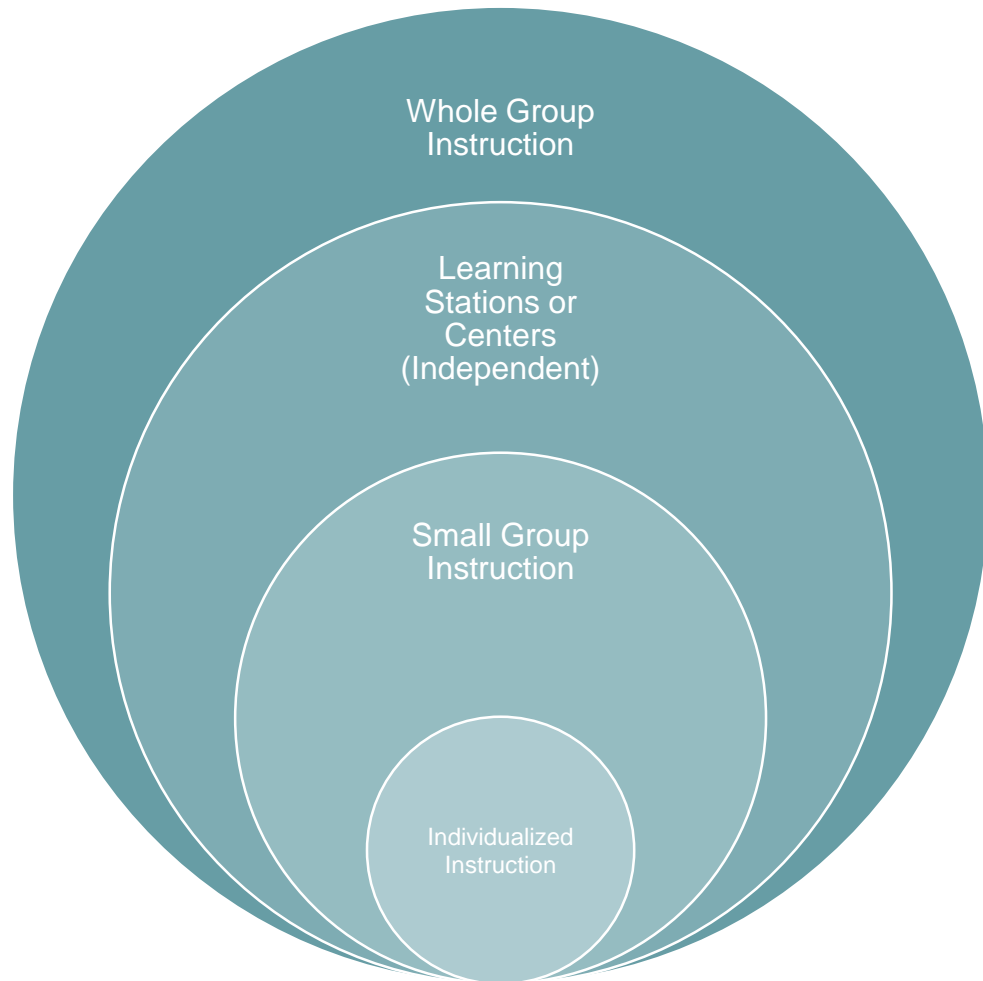 Whole Group
Instruction
Learning
Stations or
Centers
(Independent)
Small Group
Instruction
Individualized
Instruction